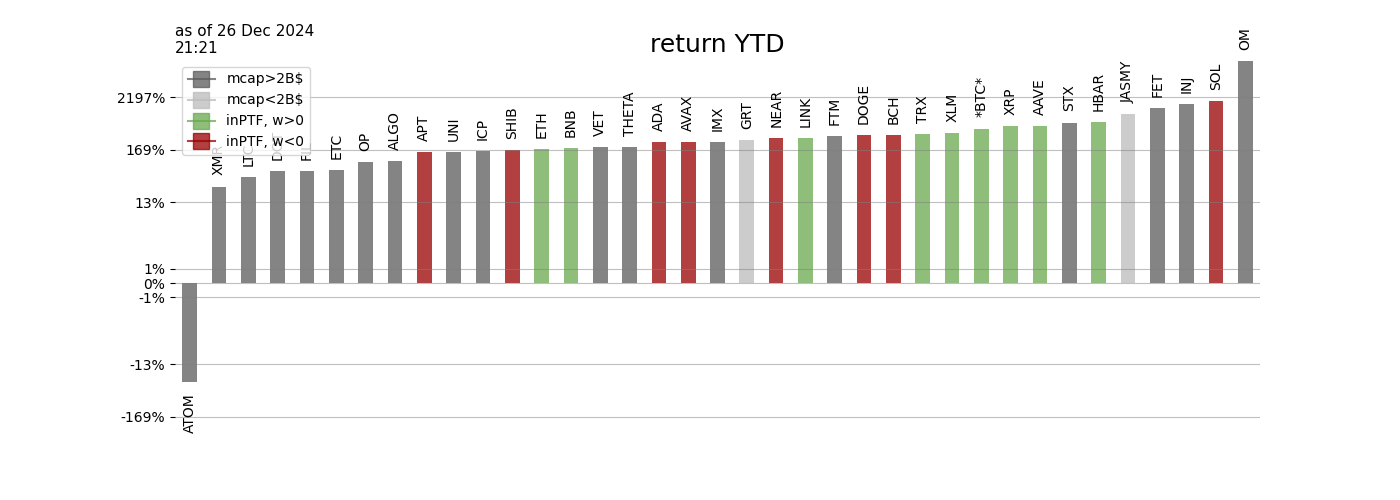 as of 26 Dec 2024
21:21
return YTD
mcap>2B$
mcap<2B$
inPTF, w>0
inPTF, w<0
2197%
169%
13%
1%
0%
-1%
-13%
-169%
ATOM
XMR
LTC
DOT
FIL
ETC
OP
ALGO
APT
UNI
ICP
SHIB
ETH
BNB
VET
THETA
ADA
AVAX
IMX
GRT
NEAR
LINK
FTM
DOGE
BCH
TRX
XLM
*BTC*
XRP
AAVE
STX
HBAR
JASMY
FET
INJ
SOL
OM